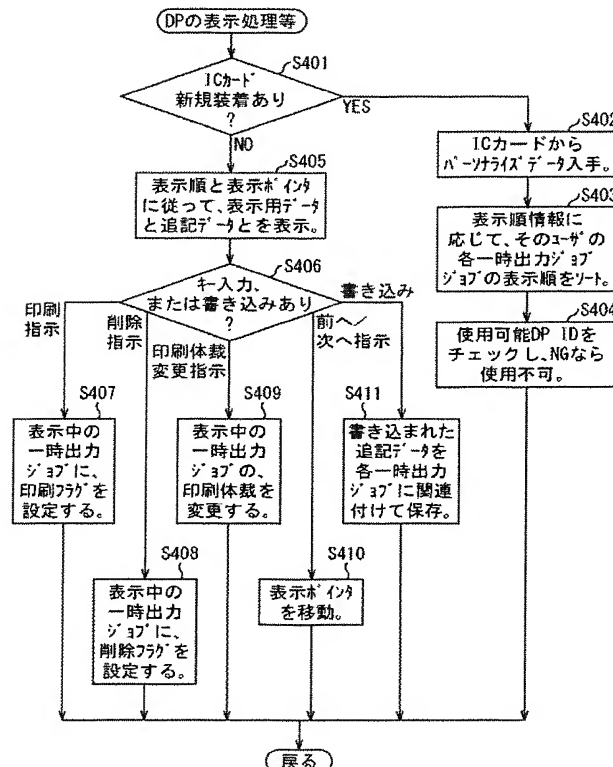 DPの表示処理等
S401
ICカード
新規装着あり
?
YES
NO
S402
ICカードから
パーソナライズデータ入手。
S403
表示順情報に
応じて、そのユーザの
各一時出力ジョブ
ジョブの表示順をソート。
S404
使用可能DP IDを
チェックし、NGなら
使用不可。
S405
表示順と表示ポインタ
に従って、表示用データ
と追記データとを表示。
S406
キー入力、
または書き込みあり
?
印刷
指示
削除
指示
印刷体裁
変更指示
前へ/
次へ指示
書き込み
S407
表示中の
一時出力
ジョブに、
印刷フラグを
設定する。
S408
表示中の
一時出力
ジョブに、
削除フラグを
設定する。
S409
表示中の
一時出力
ジョブの、
印刷体裁を
変更する。
S410
表示ポインタ
を移動。
S411
書き込まれた
追記データを
各一時出力
ジョブに関連
付けて保存。
戻る